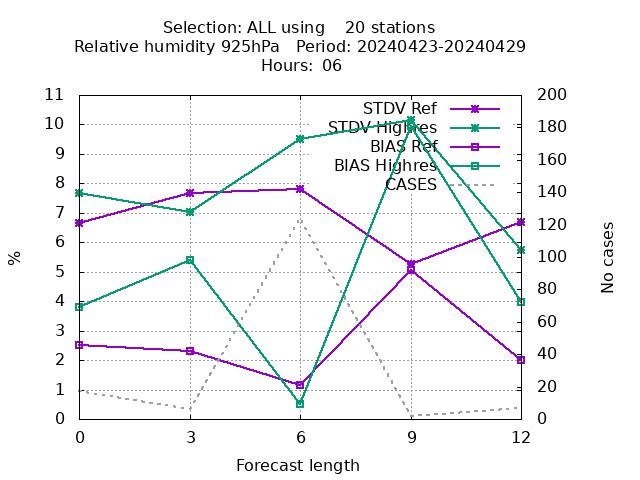 Selection: ALL using    20 stations
Relative humidity 925hPa   Period: 20240423-20240429
Hours: 06
11
10
9
8
7
6
5
4
3
2
1
0
%
200
180
160
140
120
100
80
60
40
20
0
No cases
STDV Ref
STDV Highres
BIAS Ref
BIAS Highres
CASES
0 3 6 9 12
Forecast length